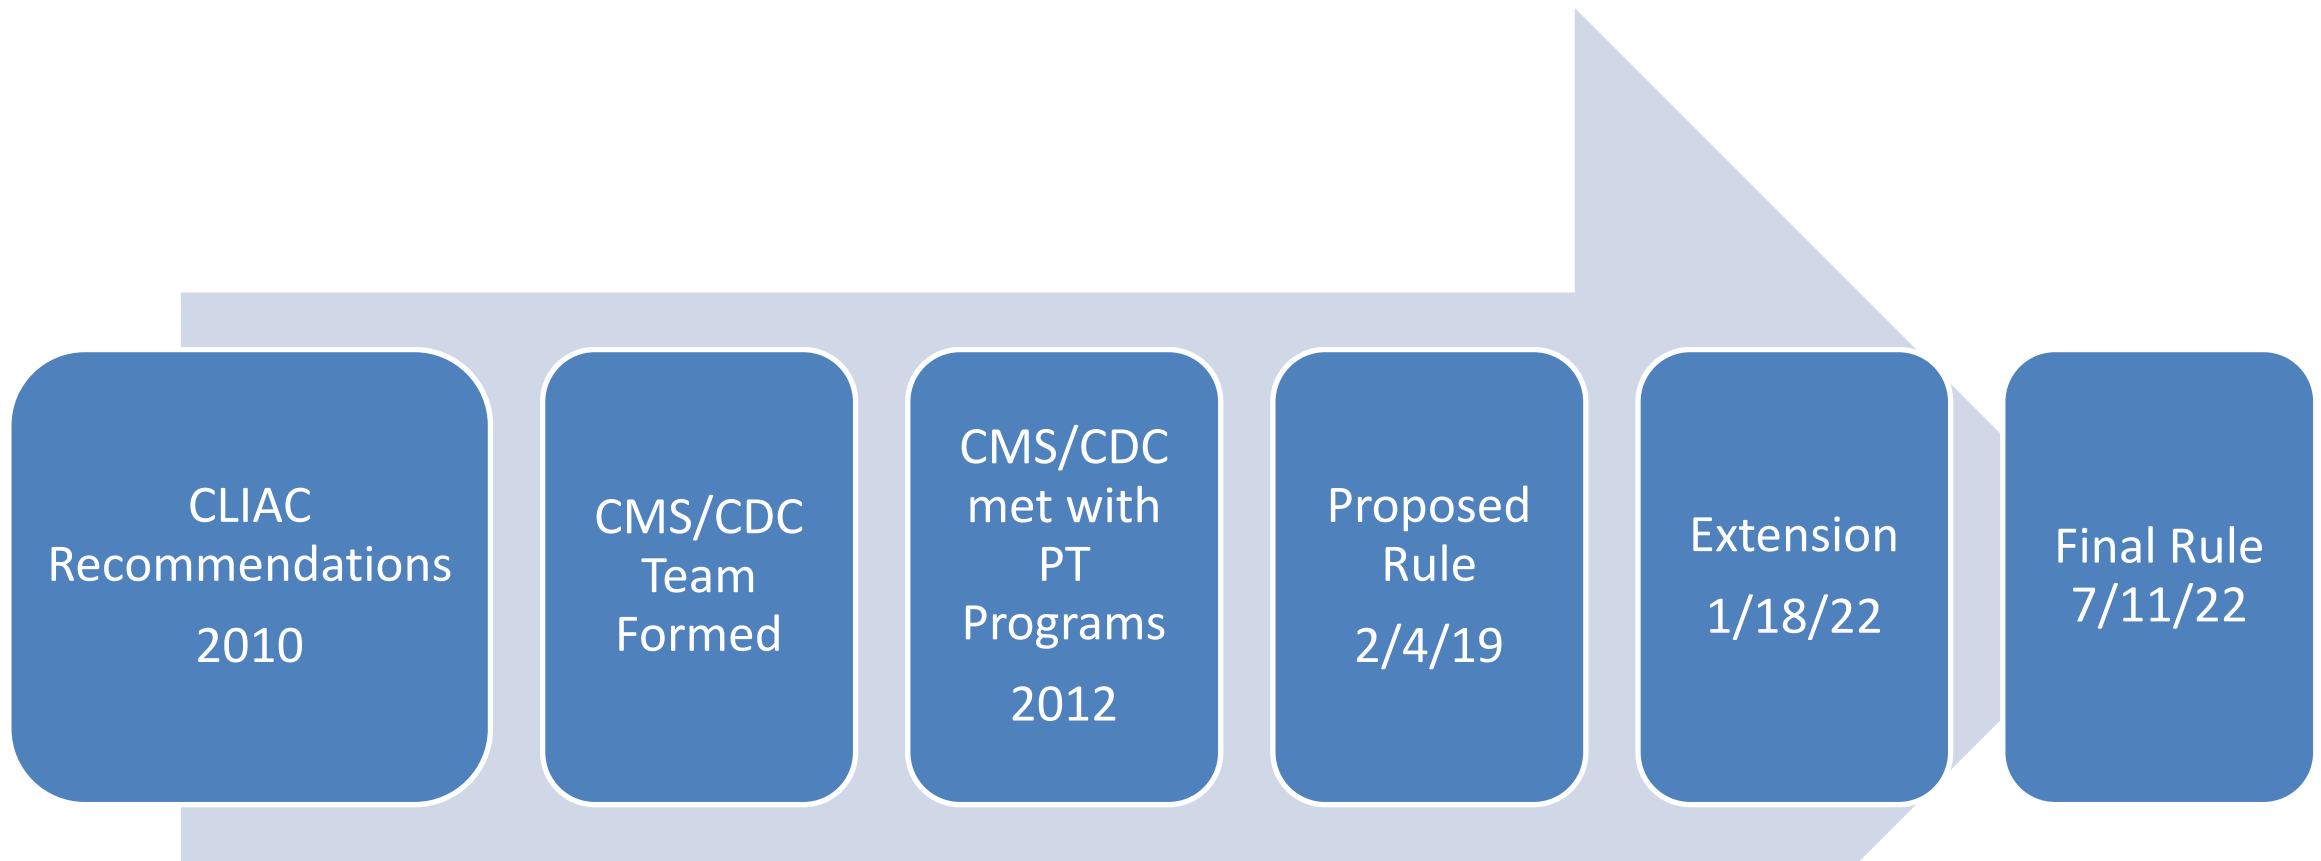 CLIAC
Recommendations
2010
CMS/CDC
Team
Formed
CMS/CDC
met with
PT
Programs
2012
Proposed
Rule
2/4/19
Extension
1/18/22
Final Rule
7/11/22